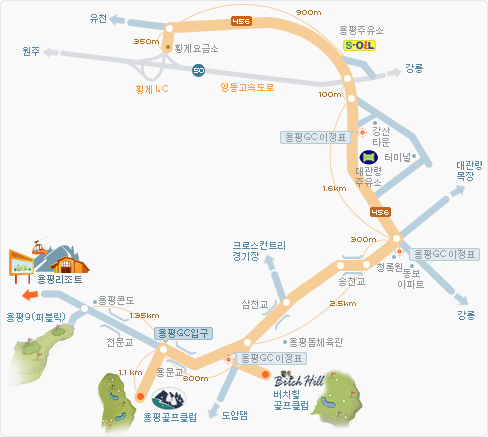 유천
456
900m
용평주유소
S-OIL
350m
횡계요금소
원주
50
강릉
횡계 I.C
영동고속도로
100m
용평GC 이정표
강산
타운
터미널
대관령
주유소
대관령
목장
1.6km
456
300m
용평GC 이정표
크로스컨트리
경기장
청록원
동보
아파트
송천교
용평리조트
삼천교
2.5km
강릉
용평콘도
용평9(퍼블릭)
1.35km
용평GC입구
천문교
용평돔체육관
용평GC 이정표
용문교
1.1 km
800m
Birch Hill
버치힐
골프클럽
용평골프클럽
도암댐